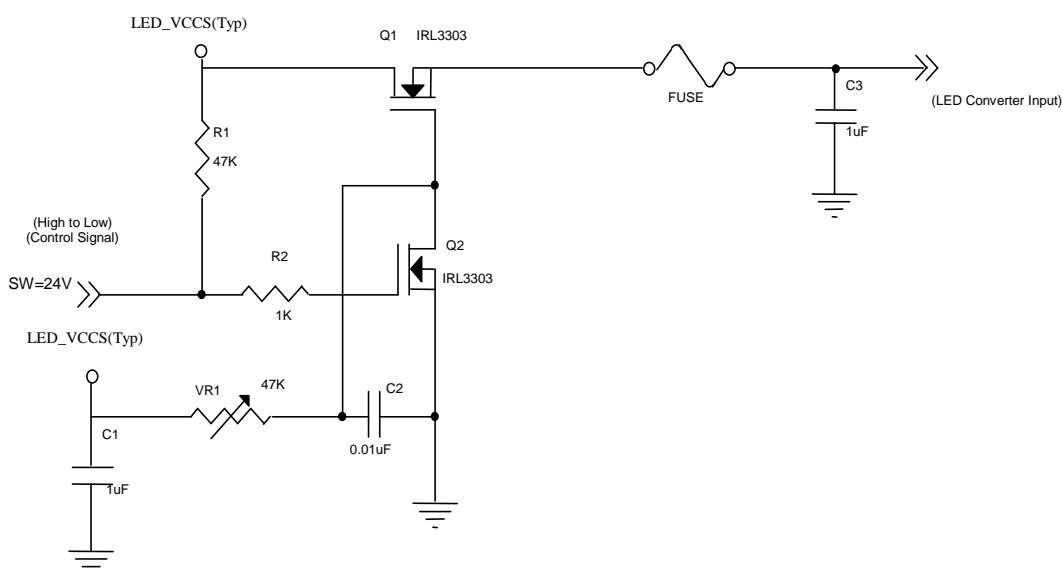 LED_VCCS(Typ)
Q1 IRL3303
FUSE
C3
1uF
(LED Converter Input)
R1
47K
(High to Low)
(Control Signal)
SW=24V
R2
1K
Q2
IRL3303
LED_VCCS(Typ)
VR1 47K
C2
0.01uF
C1
1uF